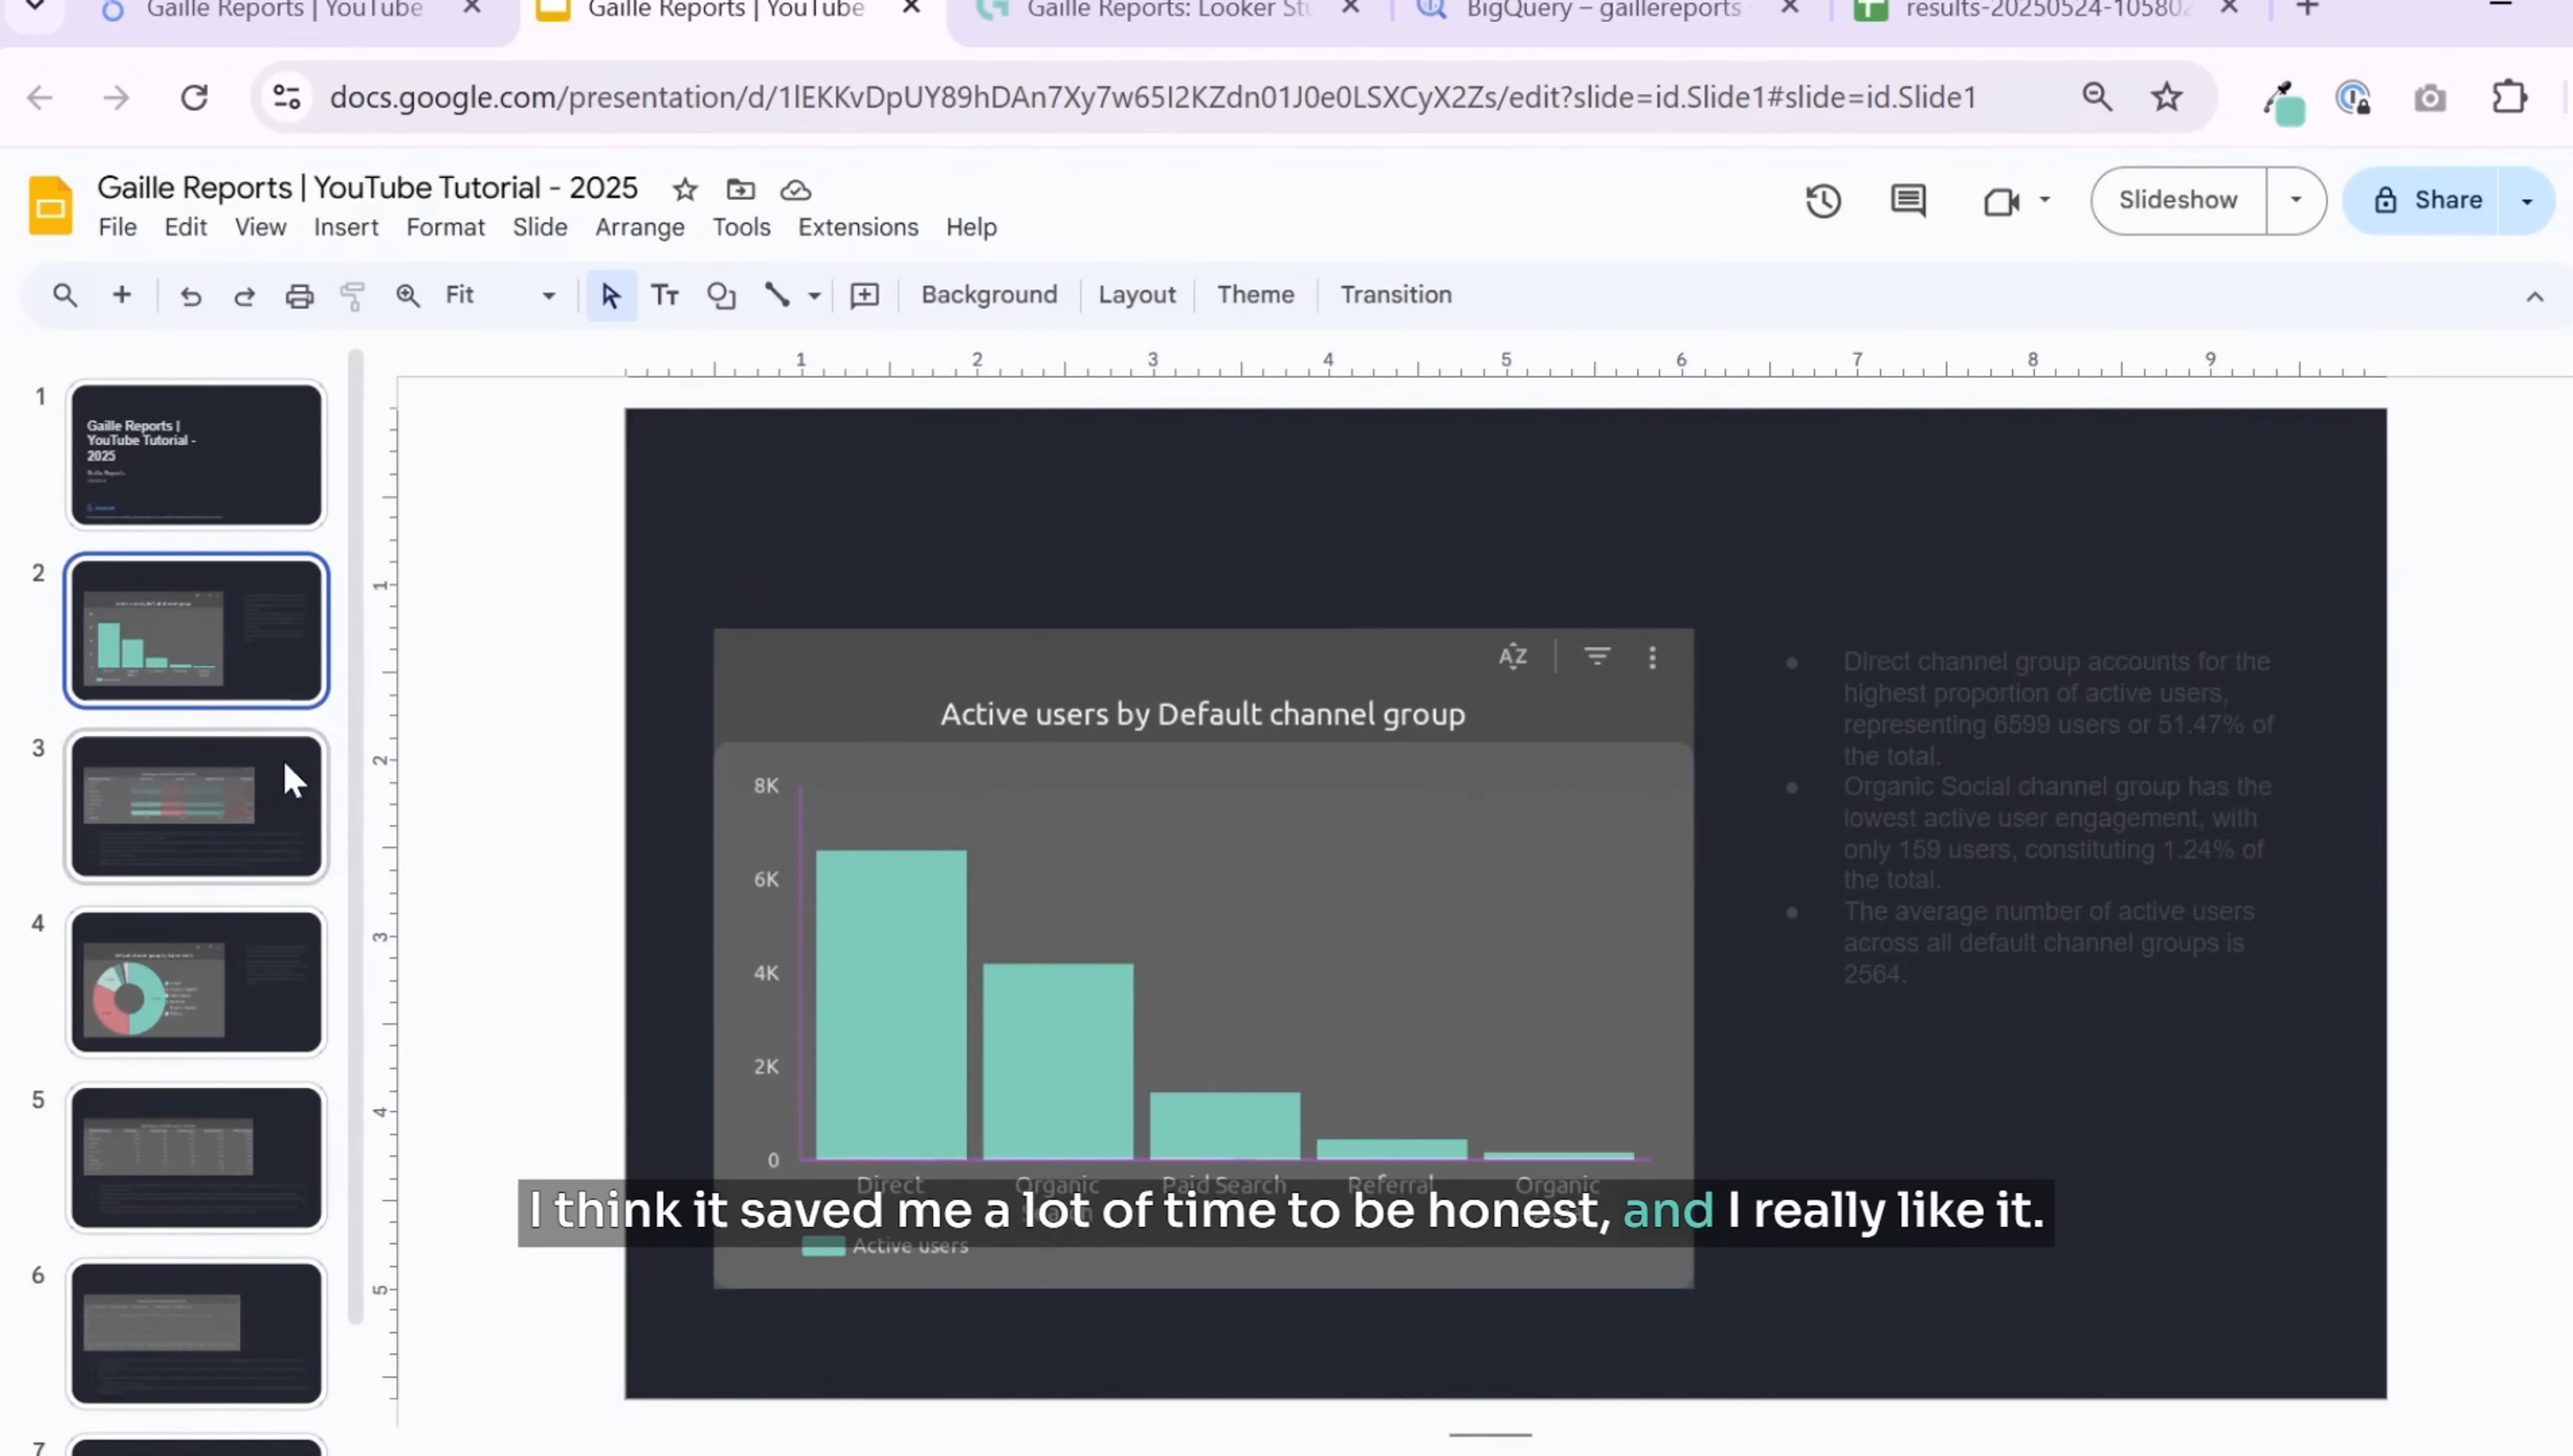 Gaille Reports | YouTube
Gaille Reports | YouTube
Gaille Reports: Looker Stu
BigQuery – gaillereports
results-20250524-105802
docs.google.com/presentation/d/1lEKKvDpUY89hDAn7Xy7w65I2KZdn01J0e0LSXCyX2Zs/edit?slide=id.Slide1#slide=id.Slide1
Gaille Reports | YouTube Tutorial - 2025
Slideshow
Share
File Edit View Insert Format Slide Arrange Tools Extensions Help
Fit
Background Layout Theme Transition
1 2 3 4 5 6 7 8 9
1
2
3
4
5
1
Gaille Reports |
YouTube Tutorial -
2025
2
3
4
5
6
7
AZ
Active users by Default channel group
8K
6K
4K
2K
0
Direct
Organic
Paid Search
Referral
Organic
Active users
Direct channel group accounts for the
highest proportion of active users,
representing 6599 users or 51.47% of
the total.
Organic Social channel group has the
lowest active user engagement, with
only 159 users, constituting 1.24% of
the total.
The average number of active users
across all default channel groups is
2564.
I think it saved me a lot of time to be honest, and I really like it.